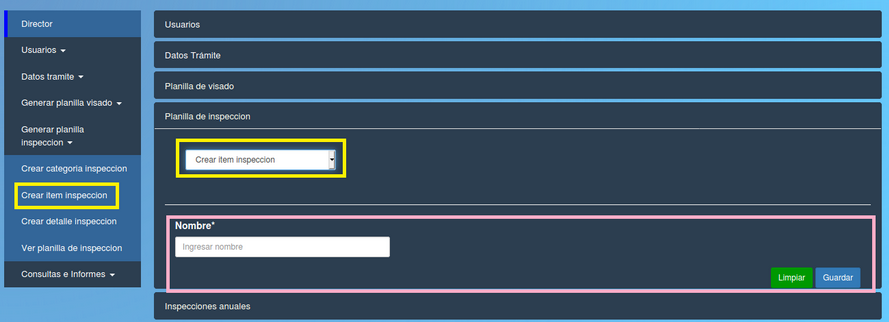 Director
Usuarios
Datos tramite
Generar planilla visado
Generar planilla
inspeccion
Crear categoria inspeccion
Crear item inspeccion
Crear detalle inspeccion
Ver planilla de inspeccion
Consultas e Informes
Usuarios
Datos Trámite
Planilla de visado
Planilla de inspeccion
Crear item inspeccion
Nombre*
Ingresar nombre
Limpiar Guardar
Inspecciones anuales